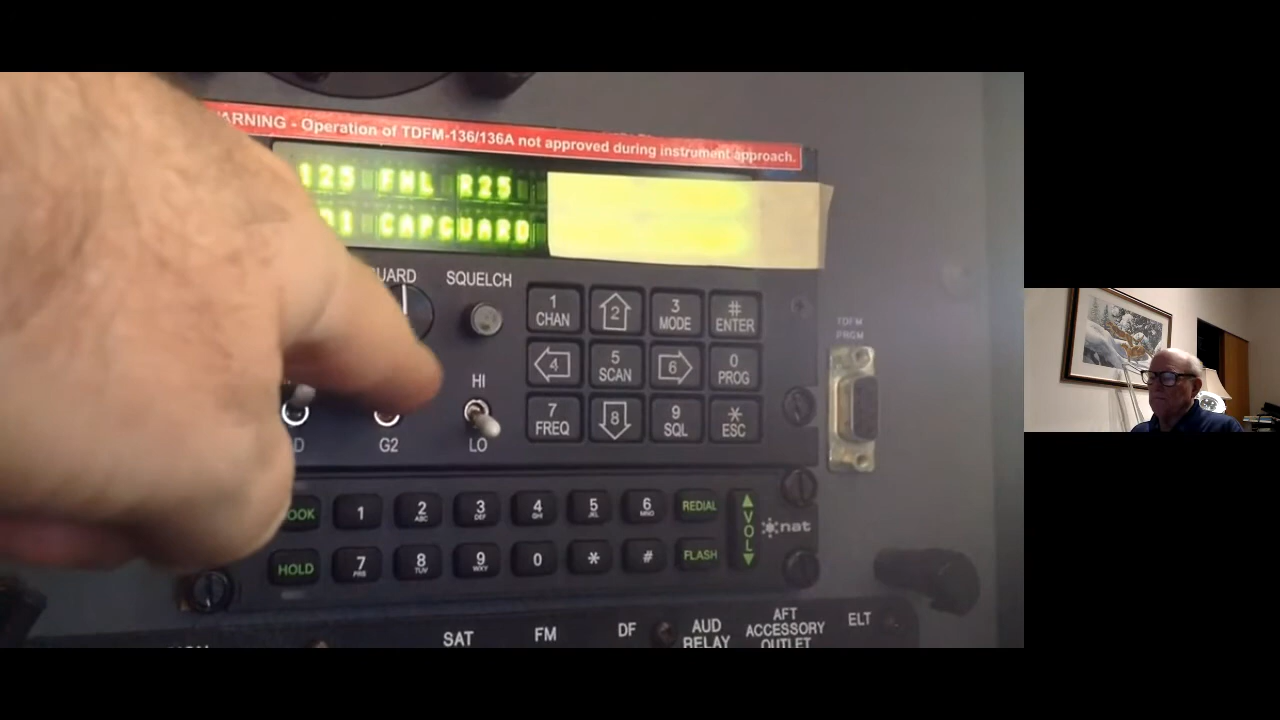 WARNING - Operation of TDFM-136/136A not approved during instrument approach.
125 FNL R25
CAPGUARD
GUARD SQUELCH
1 CHAN
2
3 MODE
# ENTER
4
5 SCAN
6
0 PROG
7 FREQ
8
9 SQL
* ESC
HI
LO
G2
TDFM
PRGM
1
2 ABC
3 DEF
4 GHI
5 JKL
6 MNO
REDIAL
VOL
nat
HOLD
7 PRS
8 TUV
9 WXY
0
*
#
FLASH
SAT
FM
DF
AUD
RELAY
AFT
ACCESSORY
OUTLET
ELT